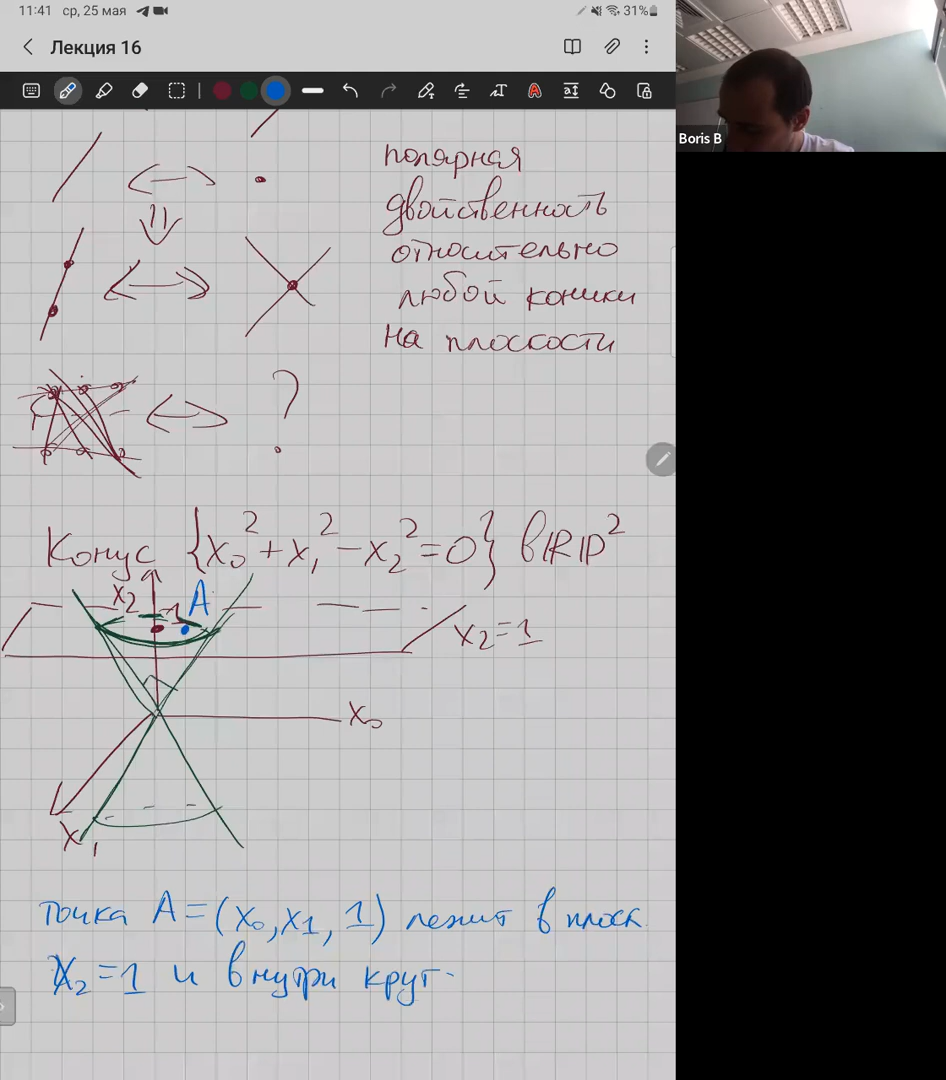 11:41 ср, 25 мая 31%
Лекция 16
Boris B
полярная
двойственность
относительно
любой коники
на плоскости
?
Конус {x₀² + x₁² − x₂² = 0} в ℝP²
x₂ 1 A
x₂ = 1
x₀
x₁
точка A = (x₀, x₁, 1) лежит в плоск.
x₂ = 1 и внутри круг